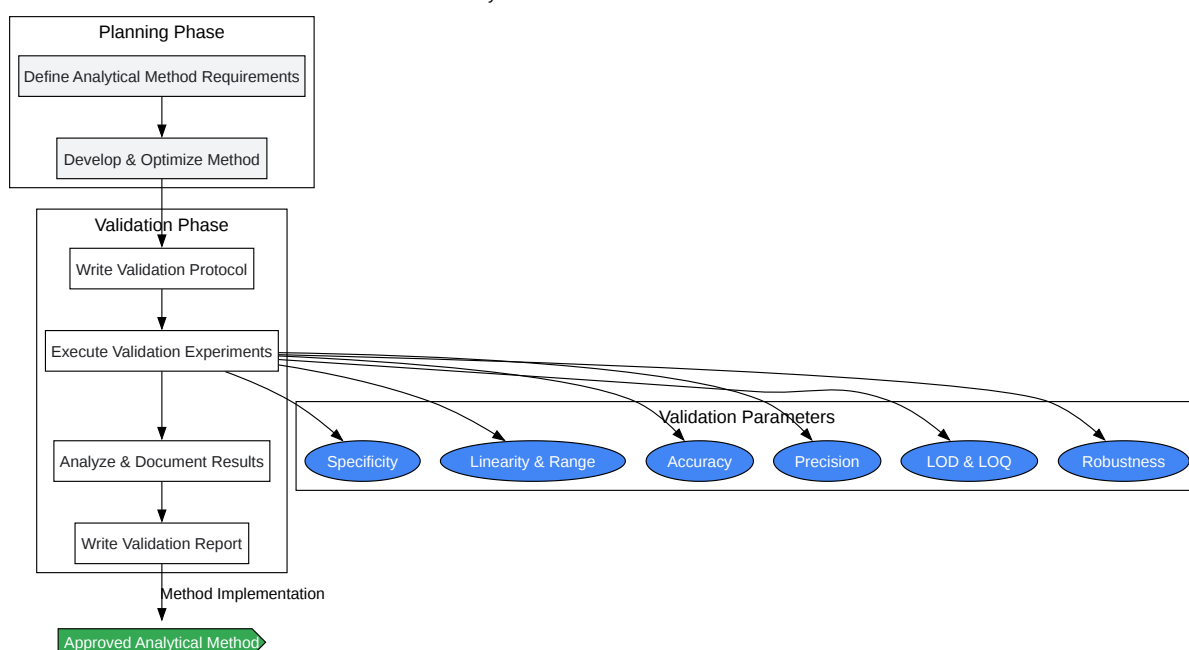 Planning Phase
Define Analytical Method Requirements
Develop & Optimize Method
Validation Phase
Write Validation Protocol
Execute Validation Experiments
Validation Parameters
Specificity
Linearity & Range
Accuracy
Precision
LOD & LOQ
Robustness
Analyze & Document Results
Write Validation Report
Method Implementation
Approved Analytical Method